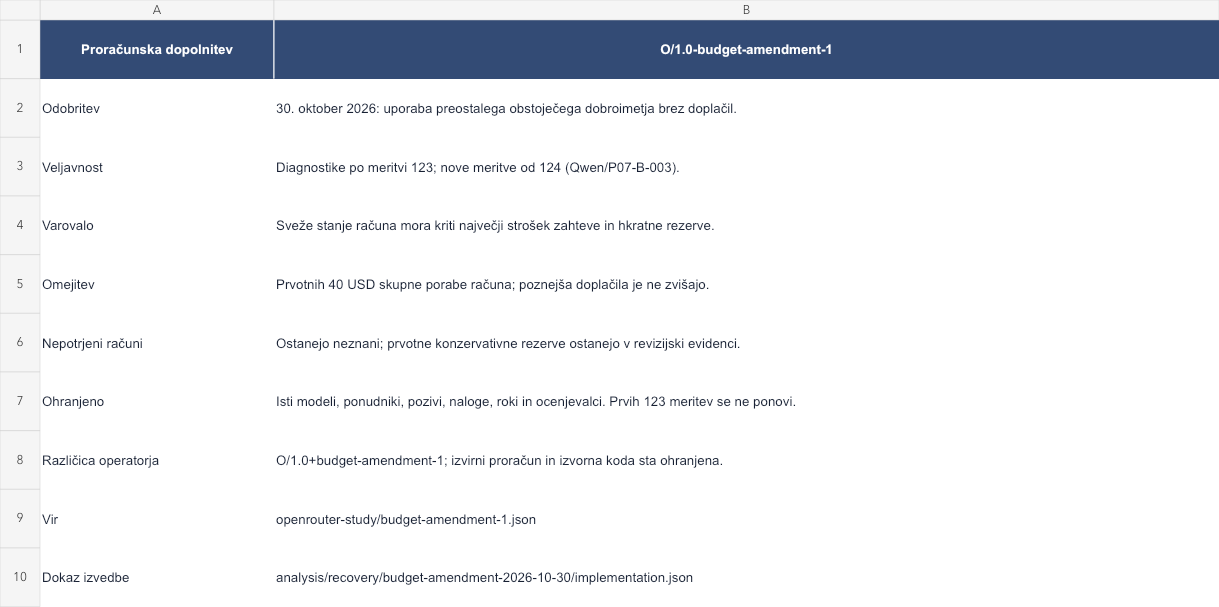 A B
1 Proračunska dopolnitev O/1.0-budget-amendment-1
2 Odobritev 30. oktober 2026: uporaba preostalega obstoječega dobroimetja brez doplačil.
3 Veljavnost Diagnostike po meritvi 123; nove meritve od 124 (Qwen/P07-B-003).
4 Varovalo Sveže stanje računa mora kriti največji strošek zahteve in hkratne rezerve.
5 Omejitev Prvotnih 40 USD skupne porabe računa; poznejša doplačila je ne zvišajo.
6 Nepotrjeni računi Ostanejo neznani; prvotne konzervativne rezerve ostanejo v revizijski evidenci.
7 Ohranjeno Isti modeli, ponudniki, pozivi, naloge, roki in ocenjevalci. Prvih 123 meritev se ne ponovi.
8 Različica operatorja O/1.0+budget-amendment-1; izvirni proračun in izvorna koda sta ohranjena.
9 Vir openrouter-study/budget-amendment-1.json
10 Dokaz izvedbe analysis/recovery/budget-amendment-2026-10-30/implementation.json